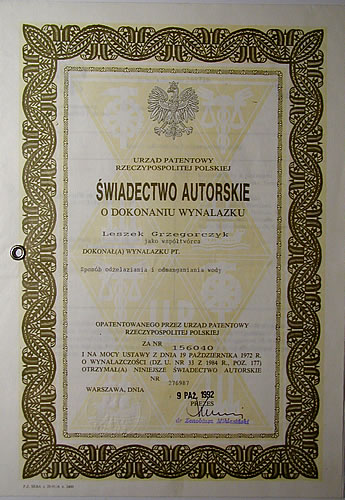 URZĄD PATENTOWY
RZECZYPOSPOLITEJ POLSKIEJ
ŚWIADECTWO AUTORSKIE
O DOKONANIU WYNALAZKU
Leszek Grzegorczyk
jako współtwórca
DOKONAŁ(A) WYNALAZKU PT.
Sposób odżelaziania i odmanganiania wody
OPATENTOWANEGO PRZEZ URZĄD PATENTOWY
RZECZYPOSPOLITEJ POLSKIEJ
ZA NR 156040
I NA MOCY USTAWY Z DNIA 19 PAŹDZIERNIKA 1972 R.
O WYNALAZCZOŚCI (DZ. U. NR 33 Z 1984 R., POZ. 177)
OTRZYMAŁ(A) NINIEJSZE ŚWIADECTWO AUTORSKIE
NR 236987
WARSZAWA, DNIA 9 PAŹ. 1992
PREZES
dr Zenobiusz